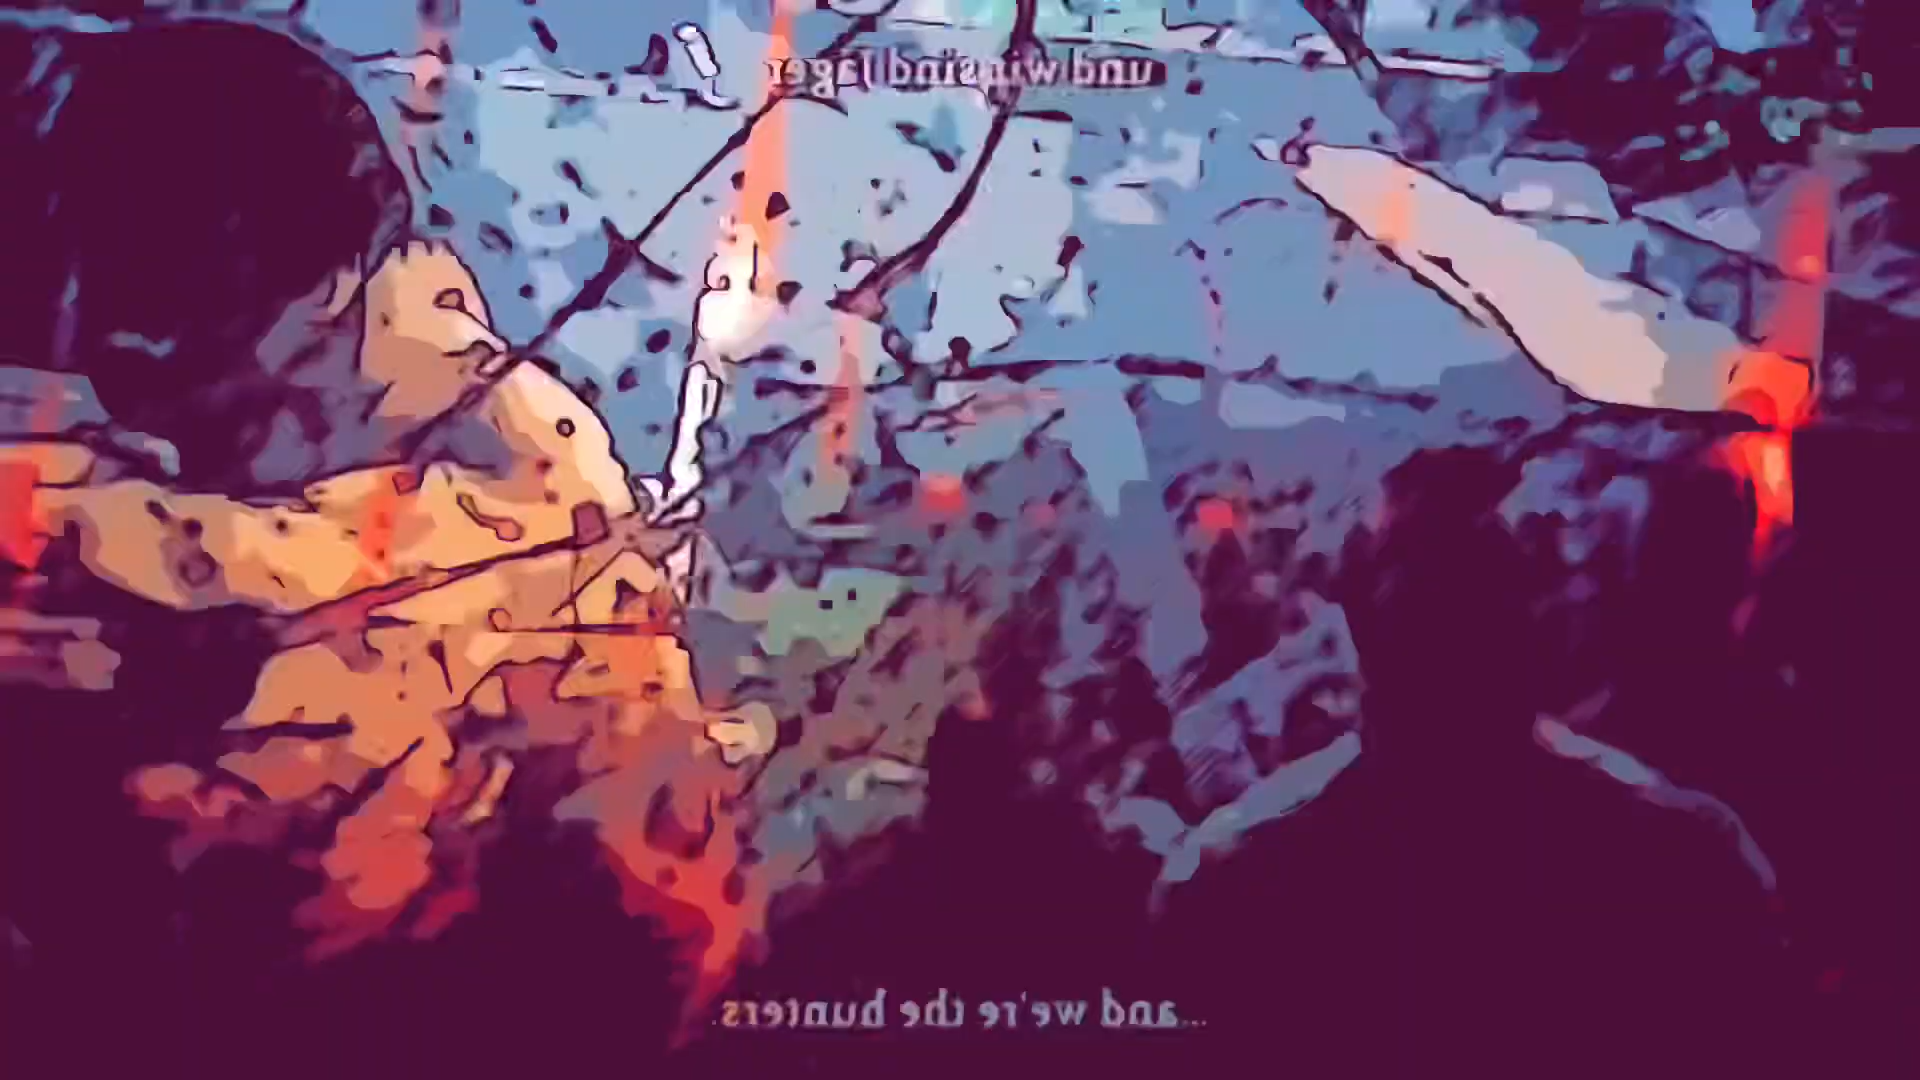 und wir sind Jäger
...and we're the hunters.